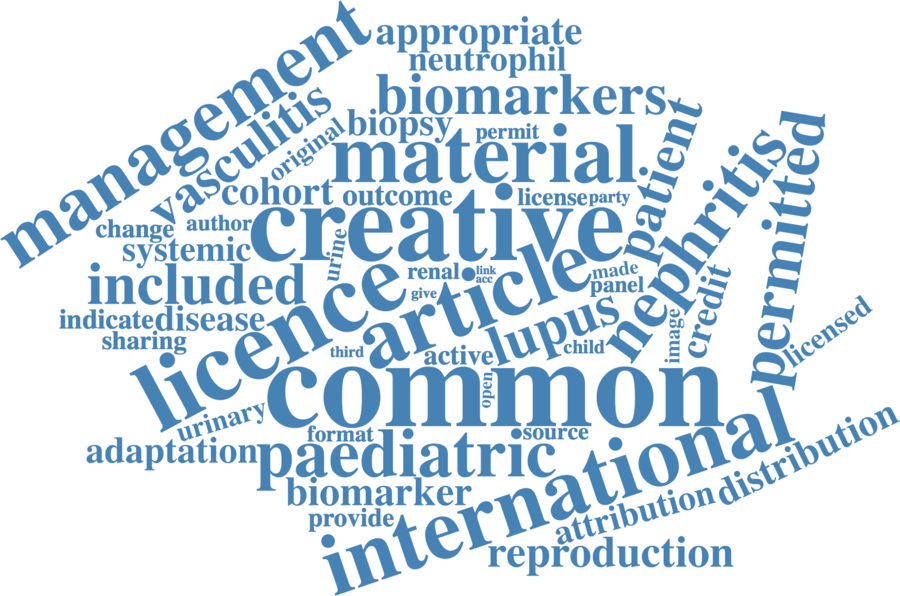 appropriate
neutrophil
management
biomarkers
vasculitis
original
biopsy
permit
patient
material
nephritis
permitted
cohort
outcome
license
party
change
author
creative
systemic
urine
renal
link
acc
made
included
licence
give
article
panel
credit
indicate
disease
lupus
image
licensed
sharing
third
active
child
common
open
urinary
format
source
adaptation
paediatric
international
distribution
biomarker
attribution
provide
reproduction